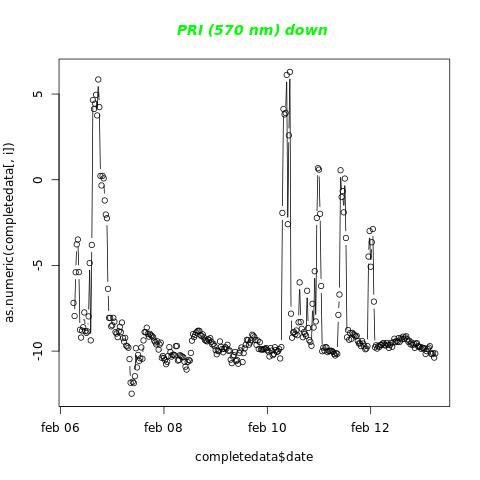 PRI (570 nm) down
as.numeric(completedata[, i])
5
0
-5
-10
feb 06
feb 08
feb 10
feb 12
completedata$date